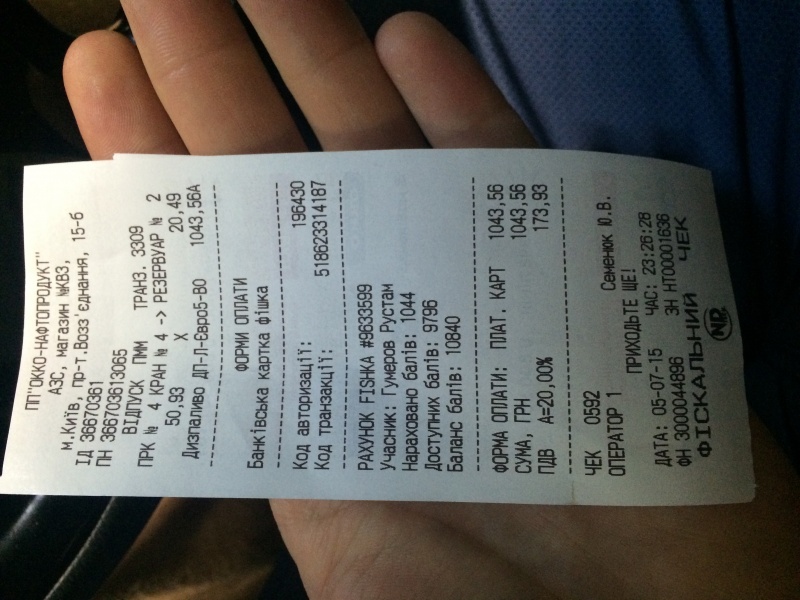 ПП"ОККО-НАФТОПРОДУКТ"
АЗС, магазин №КВЗ,
м.Київ, пр-т.Возз'єднання, 15-б
ІД 36670361
ПН 366703613065
ВІДПУСК ПММ ТРАНЗ. 3309
ПРК № 4 КРАН № 4 -> РЕЗЕРВУАР № 2
50,93 X 20,49
Дизпаливо ДП-Л-Євро5-В0 1043,56А
ФОРМИ ОПЛАТИ
Банківська картка фішка
Код авторизації: 196430
Код транзакції: 518623314187
РАХУНОК FISHKA #9633599
Учасник: Гумеров Рустам
Нараховано балів: 1044
Доступних балів: 9796
Баланс балів: 10840
ФОРМА ОПЛАТИ: ПЛАТ. КАРТ 1043,56
СУМА, ГРН 1043,56
ПДВ А=20,00% 173,93
ЧЕК 0592
ОПЕРАТОР 1 Семенюк Ю.В.
ПРИХОДЬТЕ ЩЕ!
ДАТА: 05-07-15 ЧАС: 23:26:28
ФН 3000044896 ЗН НТ00001636
ФІСКАЛЬНИЙ ЧЕК